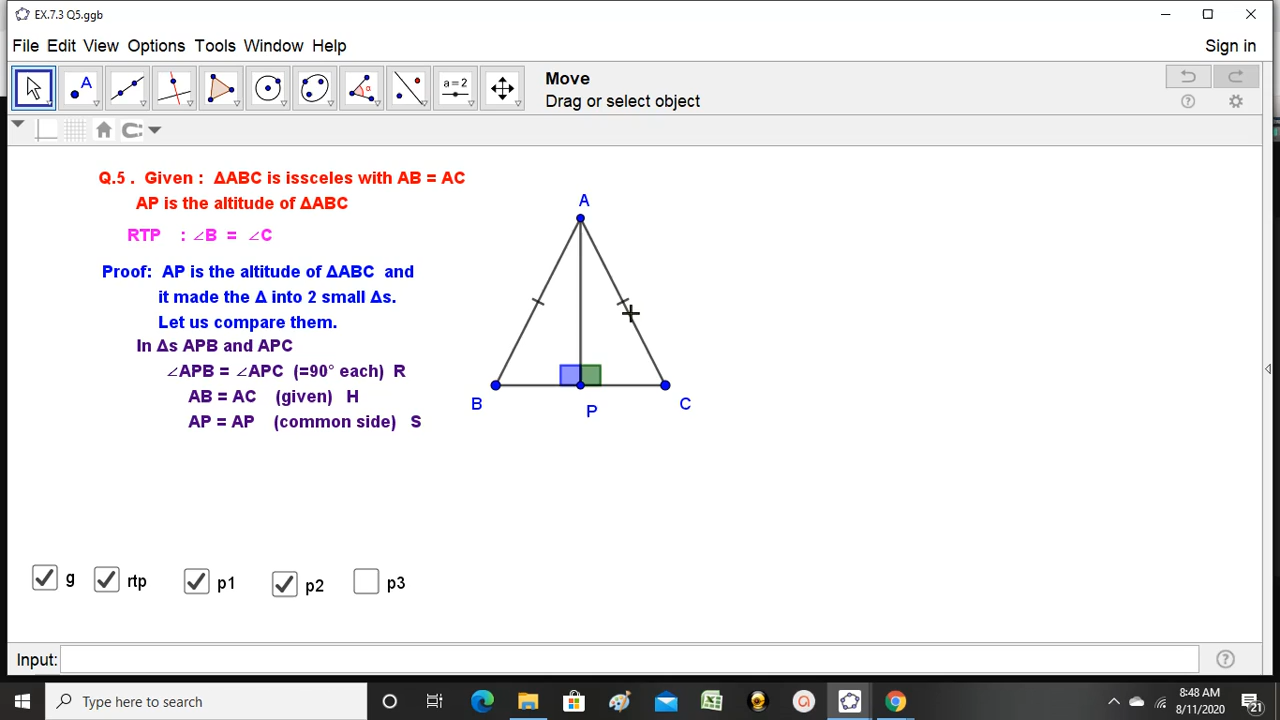 EX.7.3 Q5.ggb
File Edit View Options Tools Window Help
Sign in
A
α
a=2
Move
Drag or select object
Q.5 . Given : ΔABC is issceles with AB = AC
AP is the altitude of ΔABC
RTP : ∠B = ∠C
Proof: AP is the altitude of ΔABC and
it made the Δ into 2 small Δs.
Let us compare them.
In Δs APB and APC
∠APB = ∠APC (=90° each) R
AB = AC (given) H
AP = AP (common side) S
A
B
P
C
g
rtp
p1
p2
p3
Input:
Type here to search
8:48 AM
8/11/2020
21